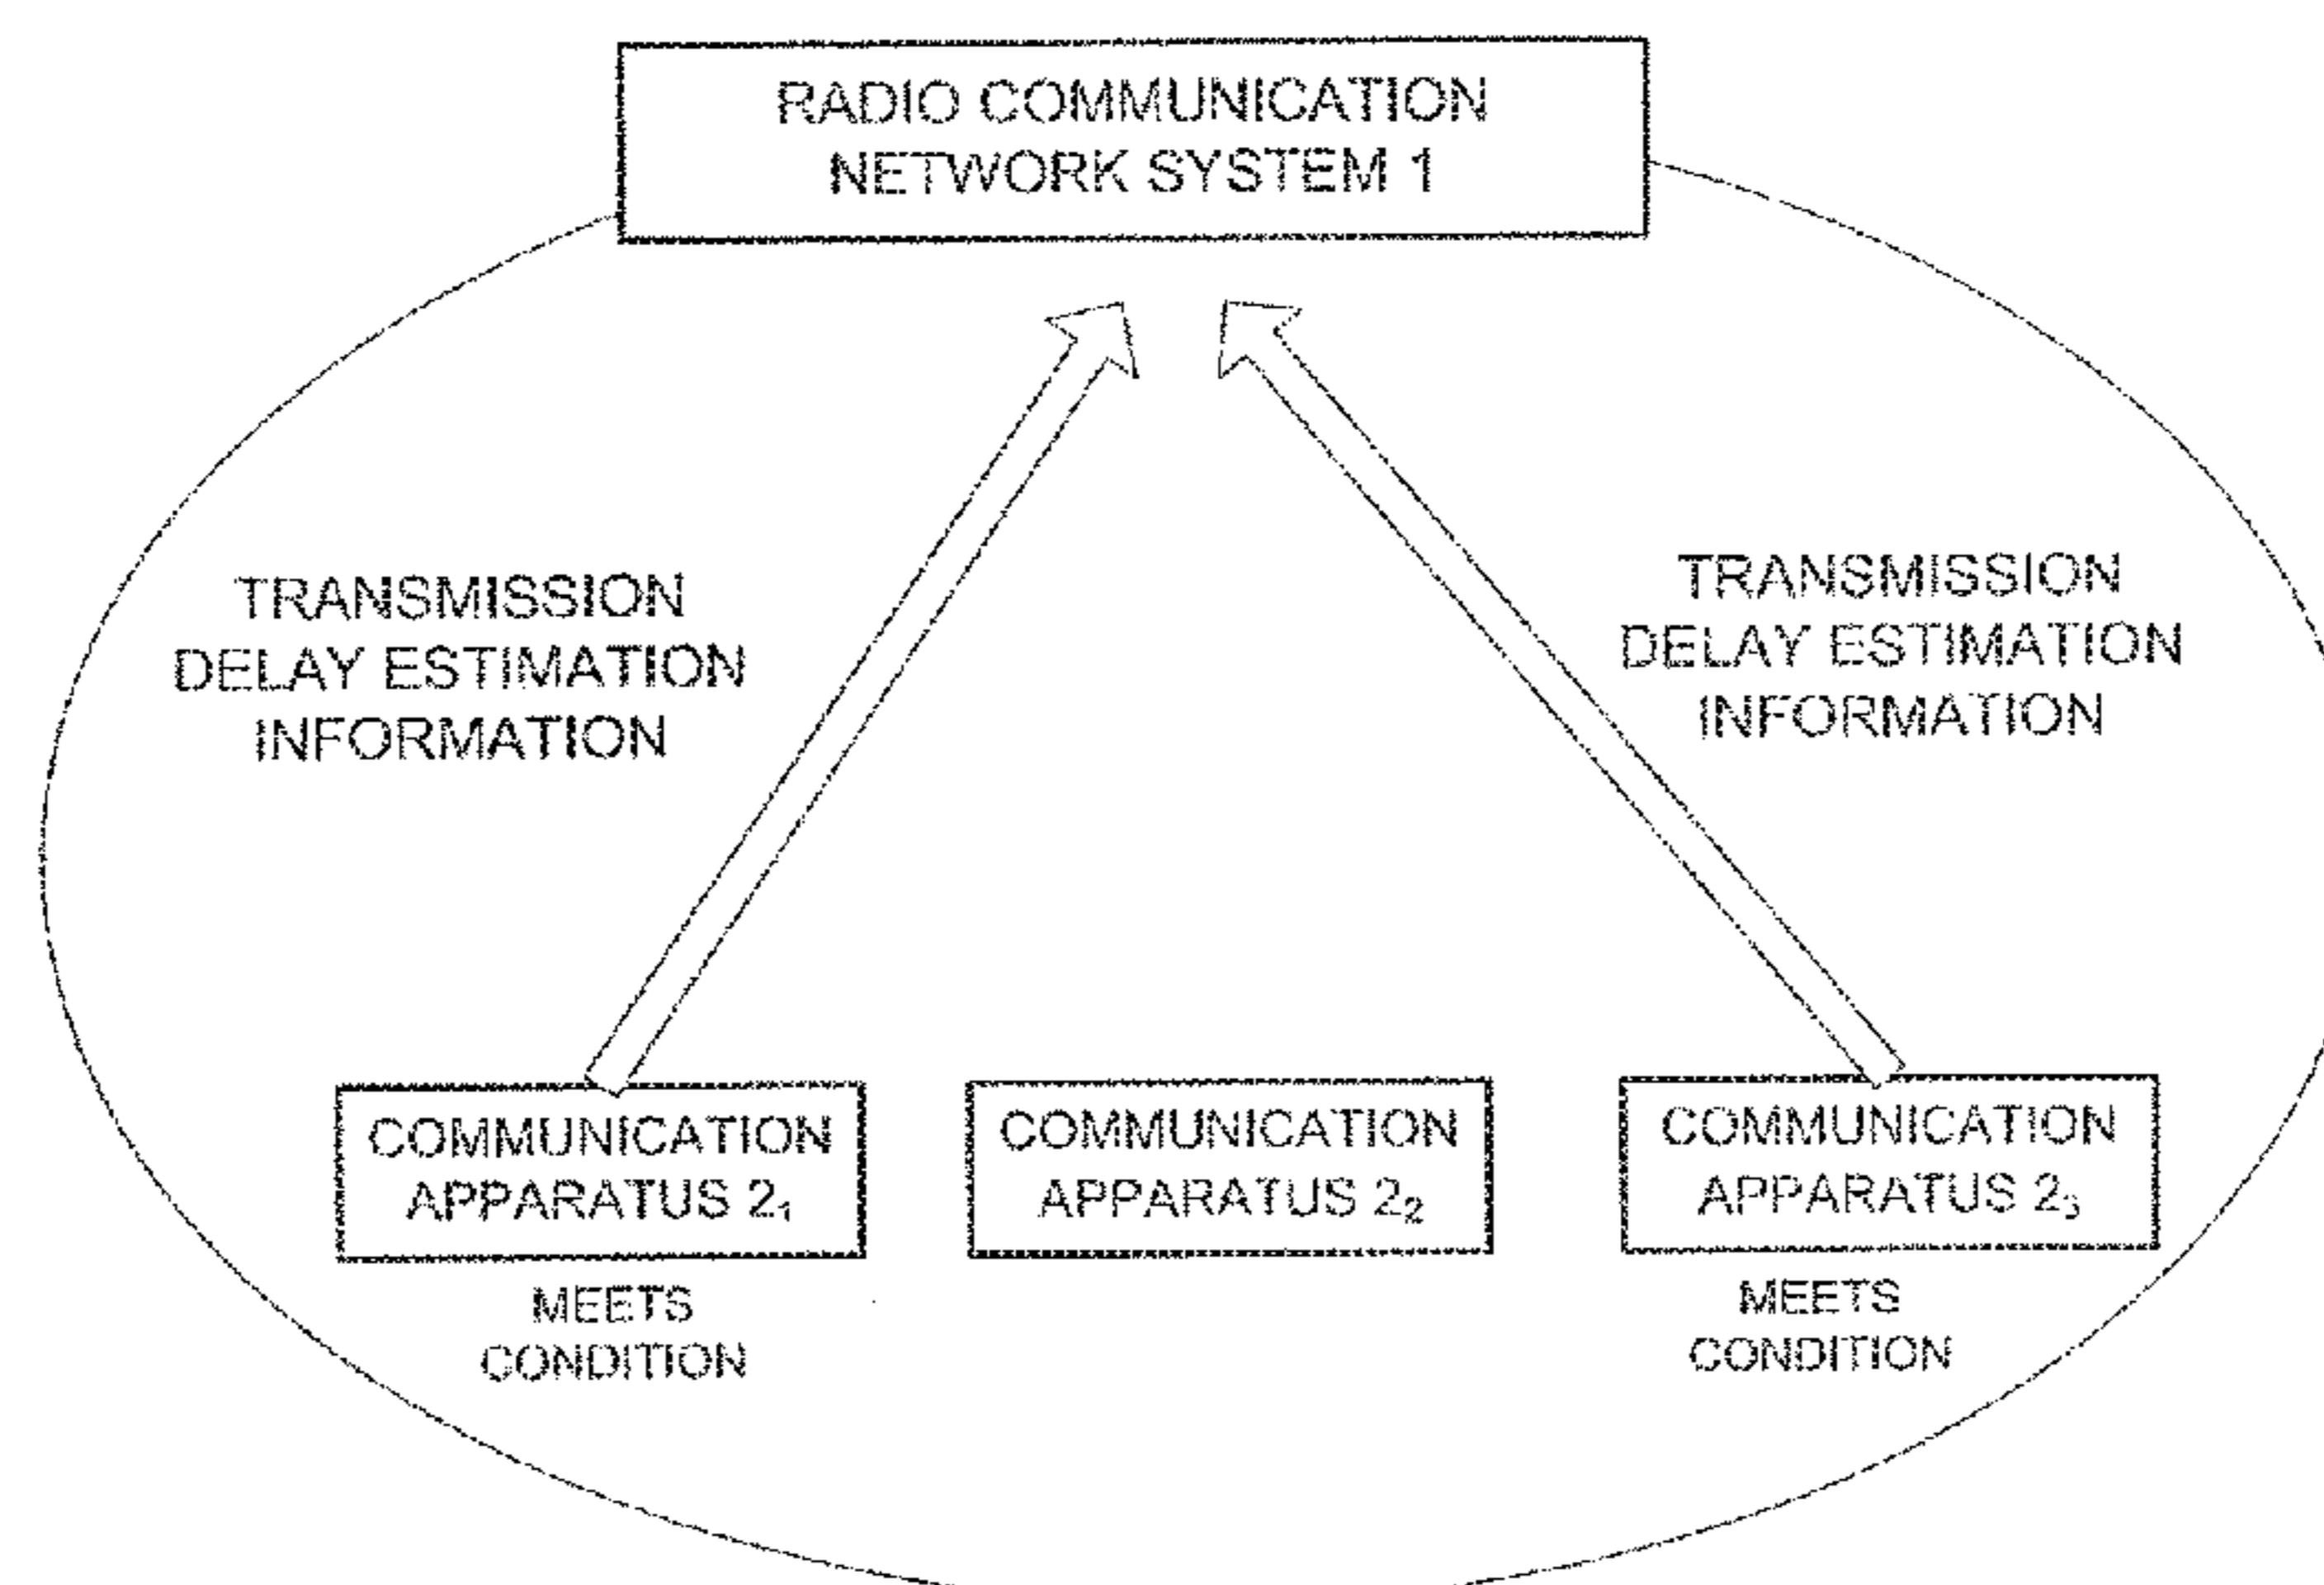 RADIO COMMUNICATION
NETWORK SYSTEM 1
TRANSMISSION
DELAY ESTIMATION
INFORMATION
TRANSMISSION
DELAY ESTIMATION
INFORMATION
COMMUNICATION
APPARATUS 2₁
MEETS
CONDITION
COMMUNICATION
APPARATUS 2₂
COMMUNICATION
APPARATUS 2₃
MEETS
CONDITION